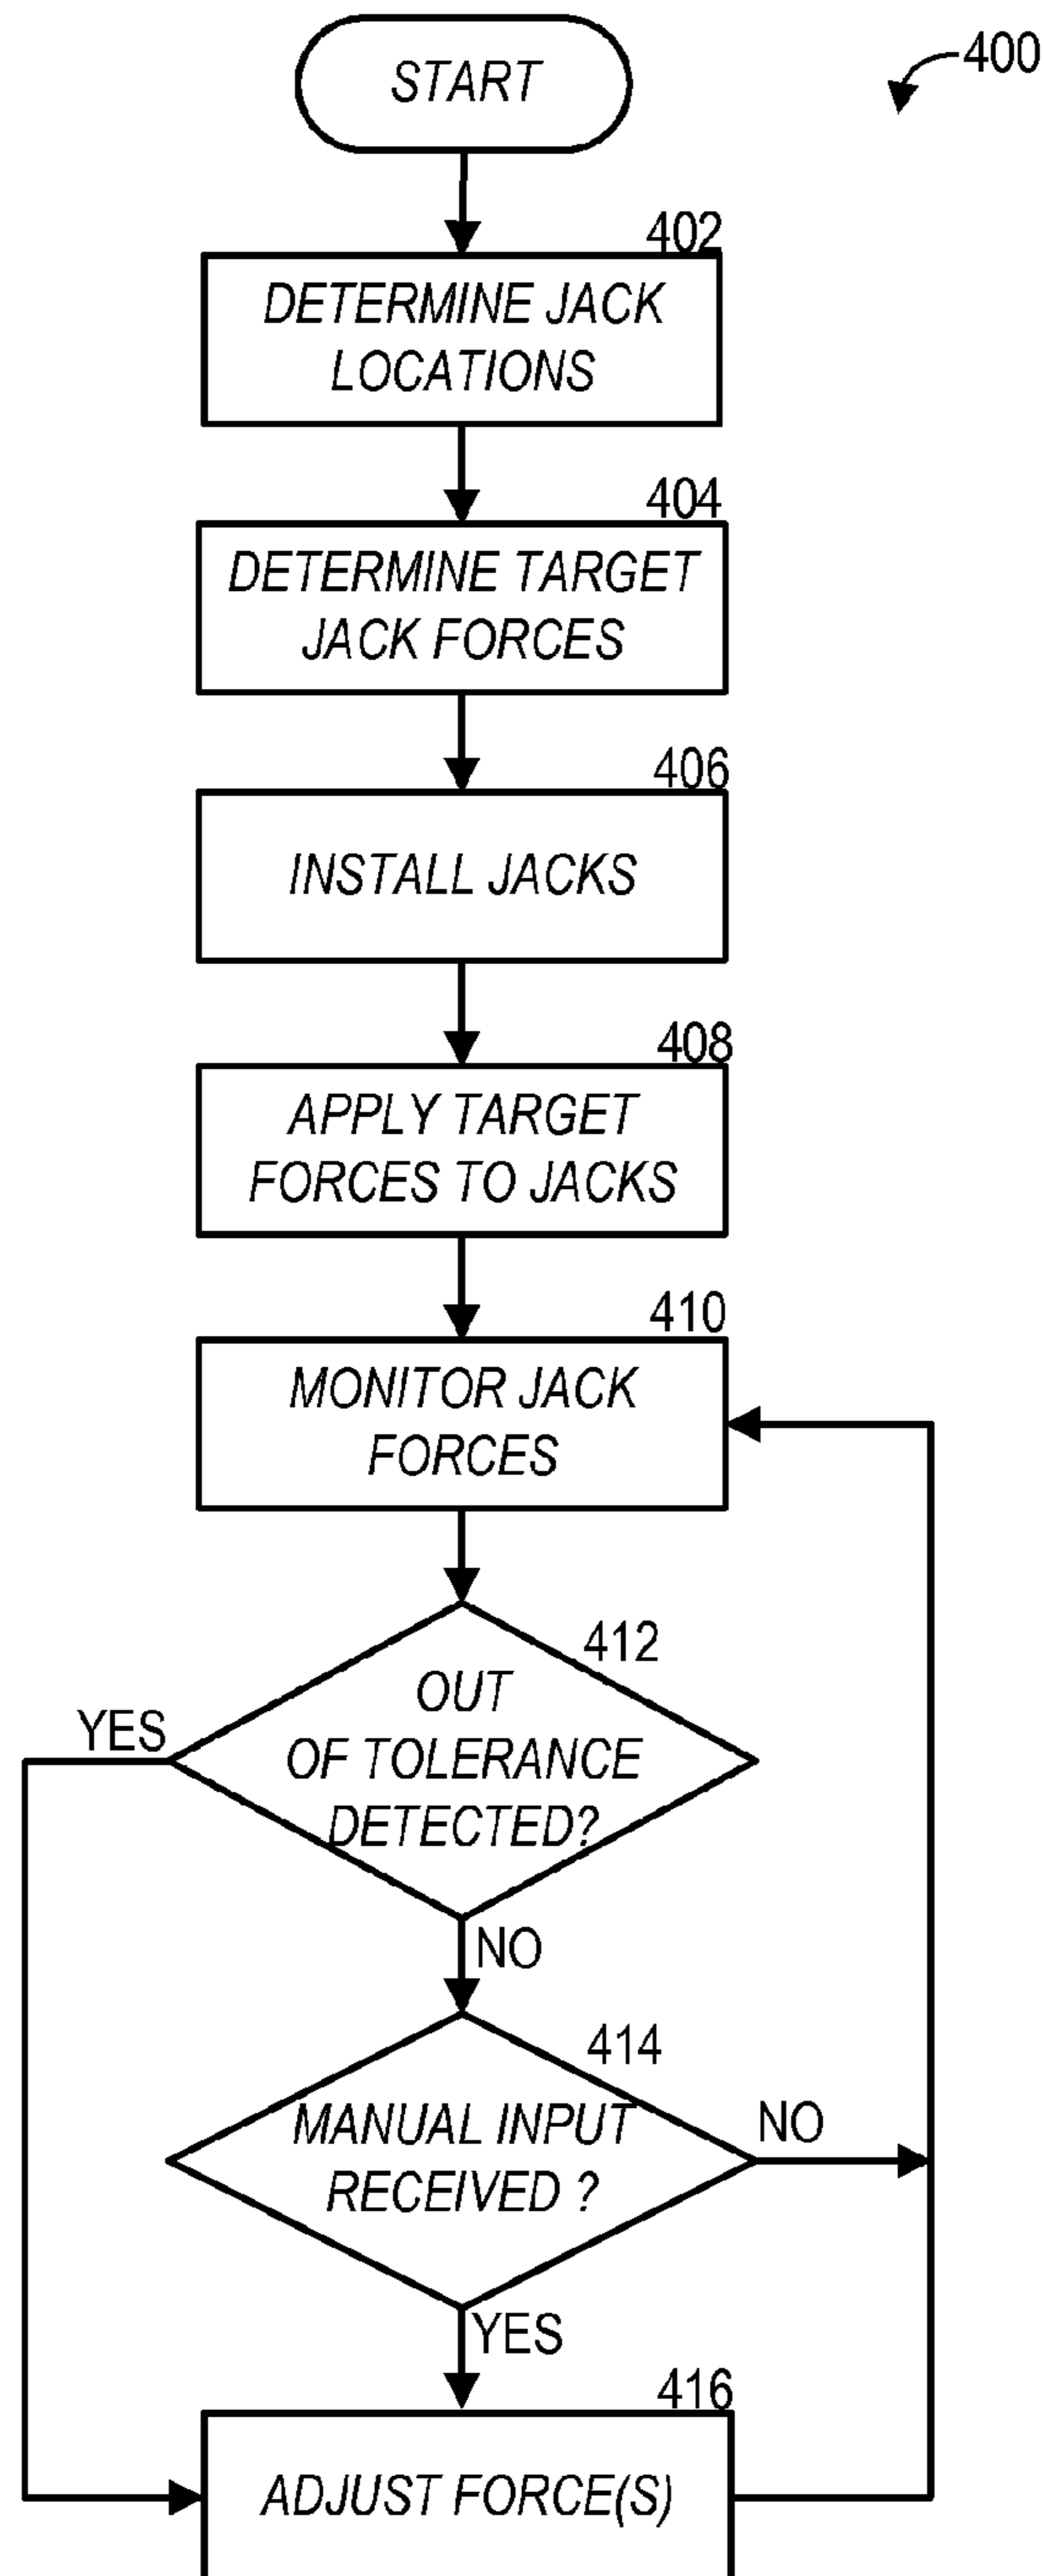 START
400
402
DETERMINE JACK
LOCATIONS
404
DETERMINE TARGET
JACK FORCES
406
INSTALL JACKS
408
APPLY TARGET
FORCES TO JACKS
410
MONITOR JACK
FORCES
412
OUT
OF TOLERANCE
DETECTED?
YES
NO
414
MANUAL INPUT
RECEIVED ?
NO
YES
416
ADJUST FORCE(S)